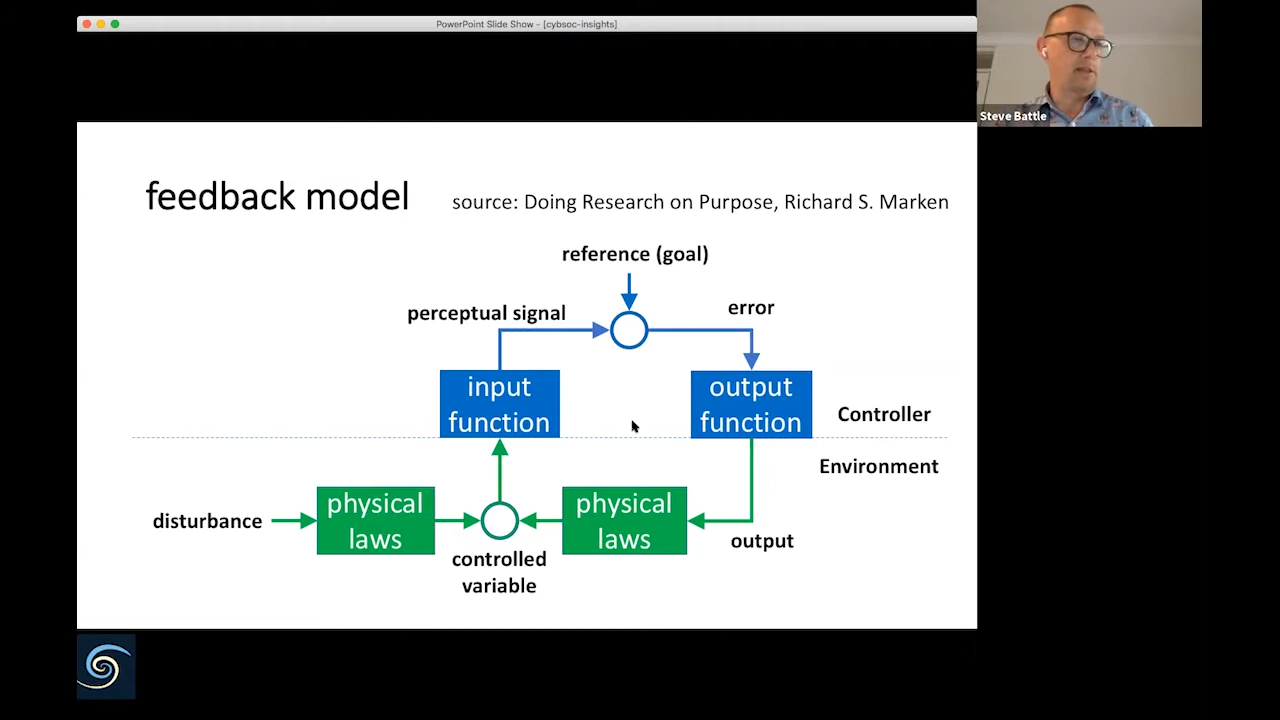 PowerPoint Slide Show - [cybsoc-insights]
Steve Battle
feedback model
source: Doing Research on Purpose, Richard S. Marken
reference (goal)
perceptual signal
error
input
function
output
function
Controller
Environment
disturbance
physical
laws
controlled
variable
physical
laws
output